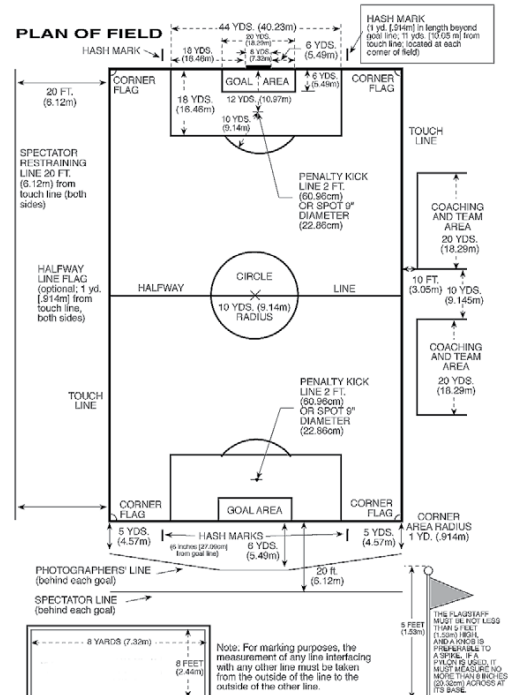 PLAN OF FIELD
HASH MARK
44 YDS. (40.23m)
20 YDS.
(18.29m)
18 YDS.
(16.46m)
8 YDS.
(7.32m)
6 YDS.
(5.49m)
HASH MARK
(1 yd. [.914m] in length beyond
goal line; 11 yds. [10.05 m] from
touch line; located at each
corner of field)
CORNER
FLAG
GOAL AREA
6 YDS.
(5.49m)
CORNER
FLAG
20 FT.
(6.12m)
18 YDS.
(16.46m)
12 YDS. (10.97m)
10 YDS.
(9.14m)
TOUCH
LINE
SPECTATOR
RESTRAINING
LINE 20 FT.
(6.12m) from
touch line (both
sides)
PENALTY KICK
LINE 2 FT.
(60.96cm)
OR SPOT 9"
DIAMETER
(22.86cm)
COACHING
AND TEAM
AREA
20 YDS.
(18.29m)
HALFWAY
LINE FLAG
(optional; 1 yd.
[.914m] from
touch line,
both sides)
CIRCLE
HALFWAY
LINE
10 YDS. (9.14m)
RADIUS
10 FT.
(3.05m)
10 YDS.
(9.145m)
COACHING
AND TEAM
AREA
20 YDS.
(18.29m)
TOUCH
LINE
PENALTY KICK
LINE 2 FT.
(60.96cm)
OR SPOT 9"
DIAMETER
(22.86cm)
CORNER
FLAG
GOAL AREA
CORNER
FLAG
CORNER
AREA RADIUS
1 YD. (.914m)
5 YDS.
(4.57m)
HASH MARKS
(6 inches [27.09cm]
from goal line)
6 YDS.
(5.49m)
5 YDS.
(4.57m)
PHOTOGRAPHERS' LINE
(behind each goal)
20 ft.
(6.12m)
SPECTATOR LINE
(behind each goal)
5 FEET
(1.53m)
THE FLAGSTAFF
MUST BE NOT LESS
THAN 5 FEET
(1.53m) HIGH,
AND A KNOB IS
PREFERABLE TO
A SPIKE. IF A
PYLON IS USED, IT
MUST MEASURE NO
MORE THAN 8 INCHES
(20.32cm) ACROSS AT
ITS BASE.
8 YARDS (7.32m)
8 FEET
(2.44m)
Note: For marking purposes, the
measurement of any line interfacing
with any other line must be taken
from the outside of the line to the
outside of the other line.